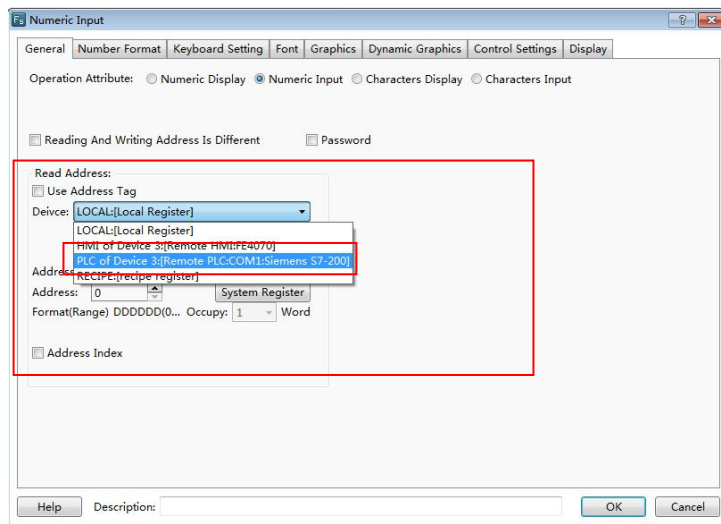 Fs Numeric Input
General Number Format Keyboard Setting Font Graphics Dynamic Graphics Control Settings Display
Operation Attribute: Numeric Display Numeric Input Characters Display Characters Input
Reading And Writing Address Is Different Password
Read Address:
Use Address Tag
Deivce: LOCAL:[Local Register]
LOCAL:[Local Register]
HMI of Device 3:[Remote HMI:FE4070]
PLC of Device 3:[Remote PLC:COM1:Siemens S7-200]
Address RECIPE:[recipe register]
Address: 0 System Register
Format(Range) DDDDDD(0... Occupy: 1 Word
Address Index
Help Description: OK Cancel